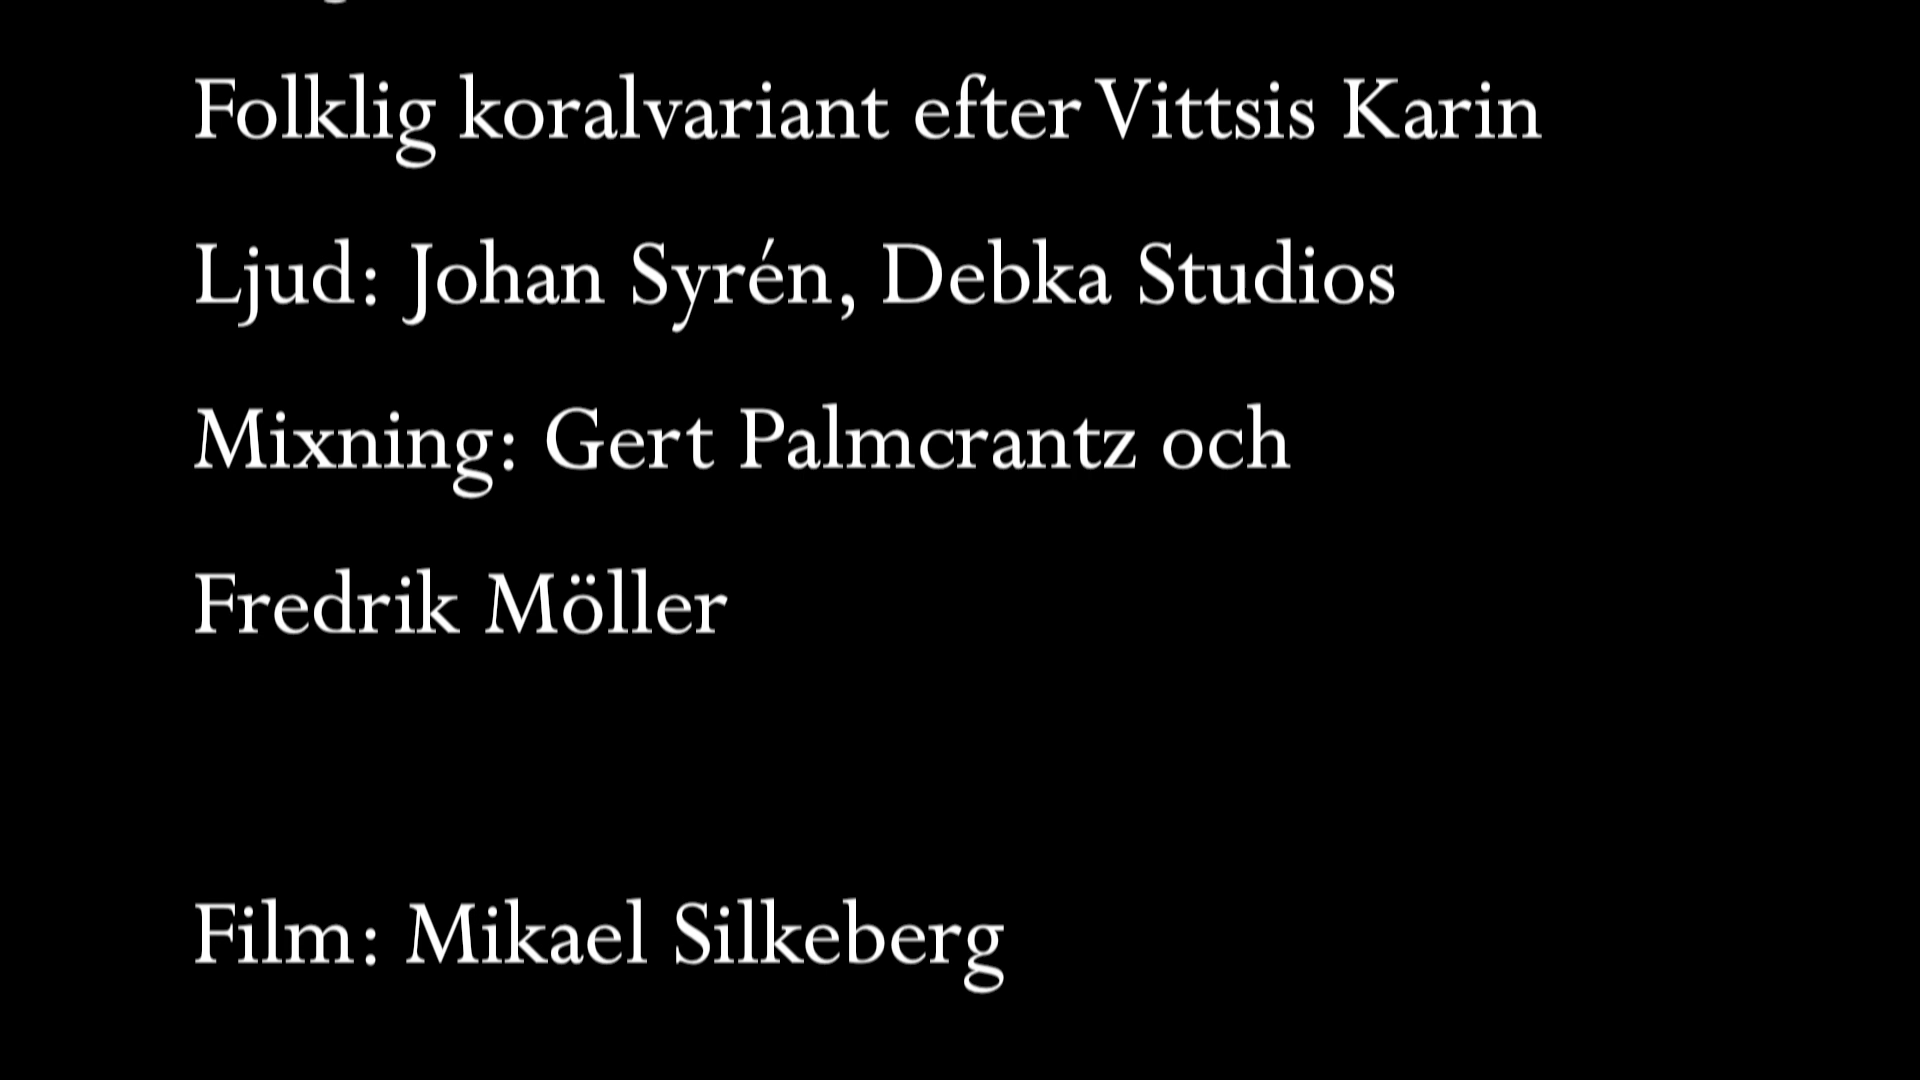 Folklig koralvariant efter Vittsis Karin
Ljud: Johan Syrén, Debka Studios
Mixning: Gert Palmcrantz och
Fredrik Möller
Film: Mikael Silkeberg